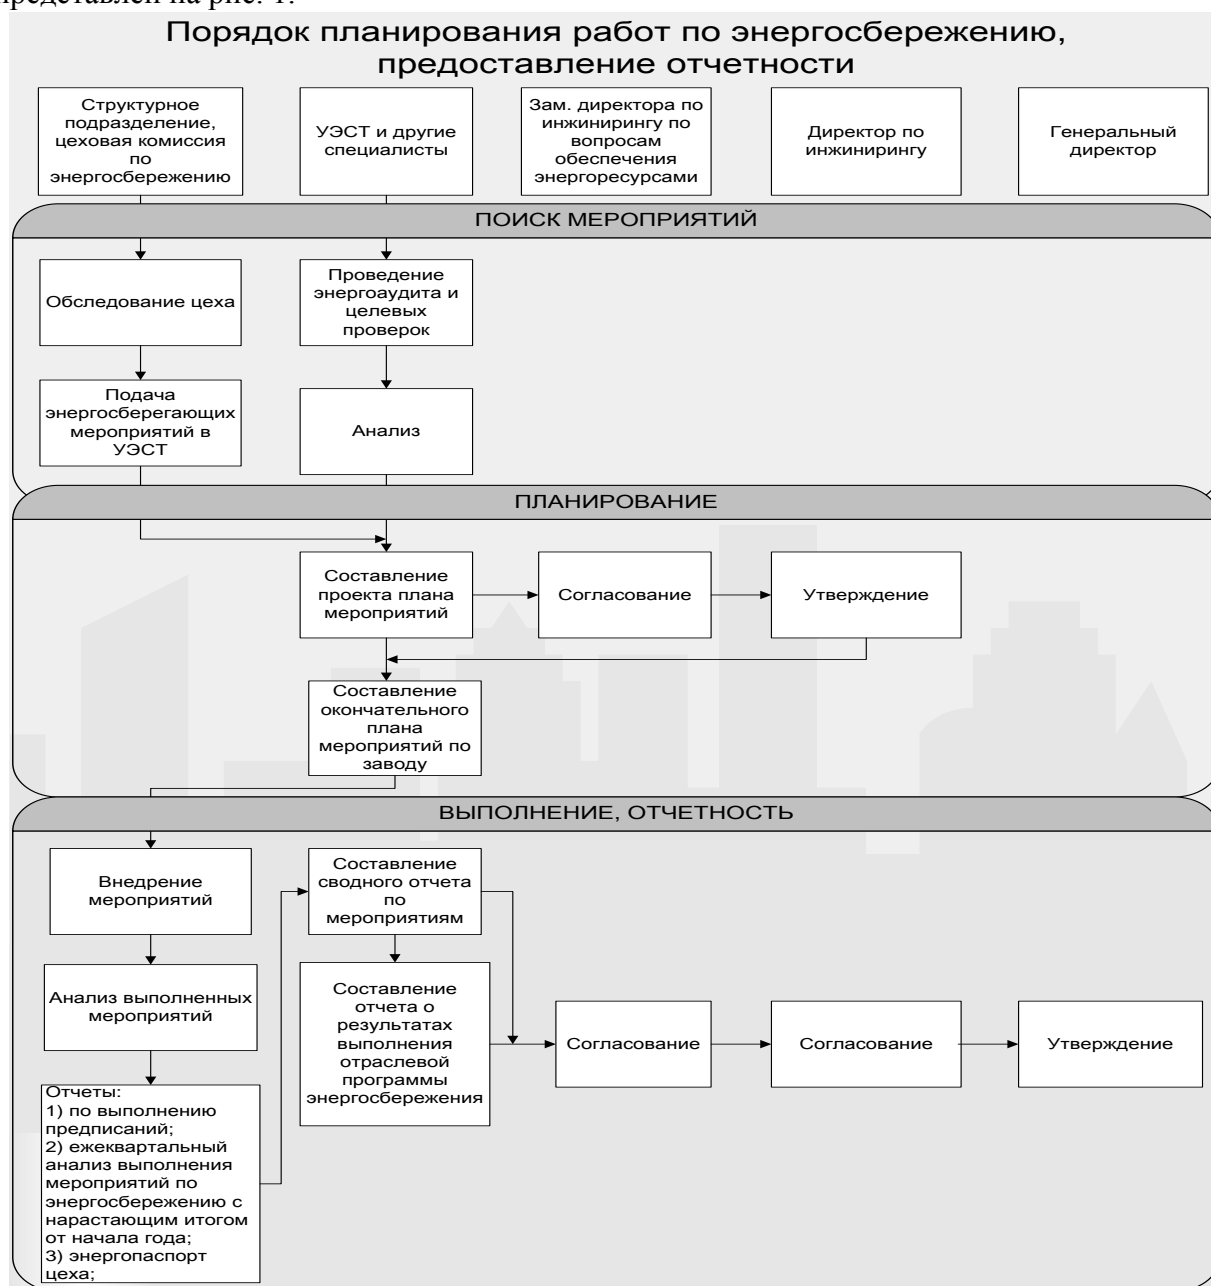 представлен на рис. 1.
Порядок планирования работ по энергосбережению,
предоставление отчетности
Структурное
подразделение,
цеховая комиссия
по
энергосбережению
УЭСТ и другие
специалисты
Зам. директора по
инжинирингу по
вопросам
обеспечения
энергоресурсами
Директор по
инжинирингу
Генеральный
директор
ПОИСК МЕРОПРИЯТИЙ
Обследование цеха
Проведение
энергоаудита и
целевых
проверок
Подача
энергосберегающих
мероприятий в
УЭСТ
Анализ
ПЛАНИРОВАНИЕ
Составление
проекта плана
мероприятий
Согласование
Утверждение
Составление
окончательного
плана
мероприятий по
заводу
ВЫПОЛНЕНИЕ, ОТЧЕТНОСТЬ
Внедрение
мероприятий
Составление
сводного отчета
по
мероприятиям
Анализ выполненных
мероприятий
Составление
отчета о
результатах
выполнения
отраслевой
программы
энергосбережения
Согласование
Согласование
Утверждение
Отчеты:
1) по выполнению
предписаний;
2) ежеквартальный
анализ выполнения
мероприятий по
энергосбережению с
нарастающим итогом
от начала года;
3) энергопаспорт
цеха;